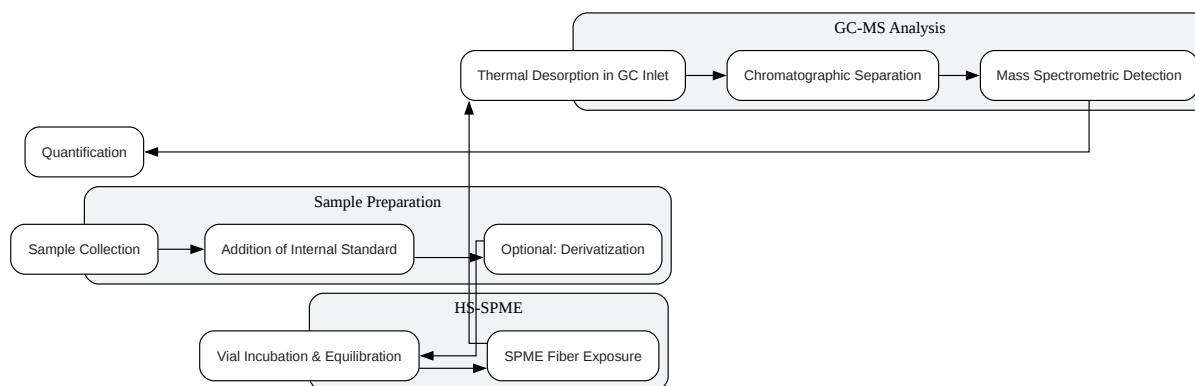 GC-MS Analysis
Thermal Desorption in GC Inlet
Chromatographic Separation
Mass Spectrometric Detection
Quantification
Sample Preparation
Sample Collection
Addition of Internal Standard
Optional: Derivatization
HS-SPME
Vial Incubation & Equilibration
SPME Fiber Exposure